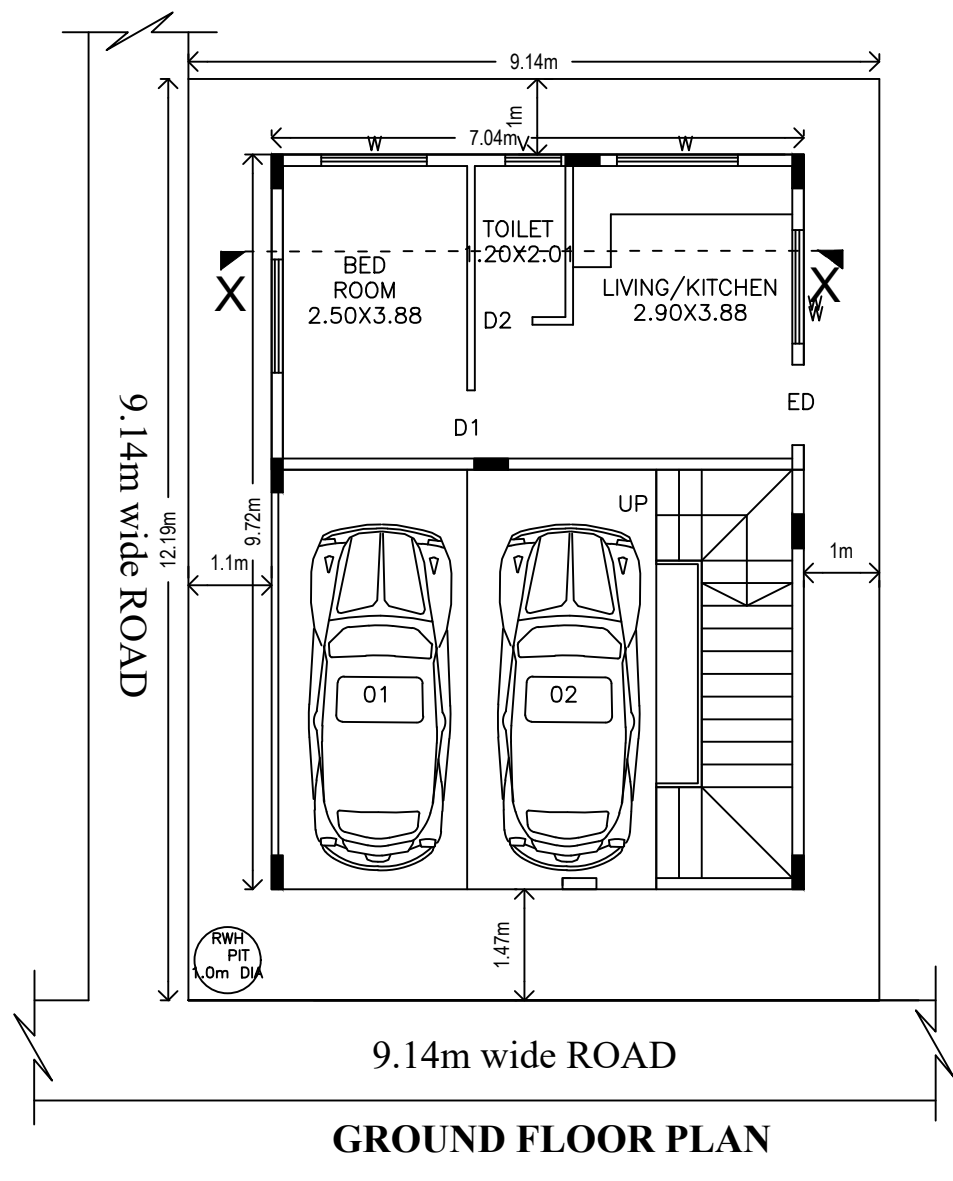 9.14m
1m
7.04m
W
V
W
TOILET
1.20X2.01
BED
ROOM
2.50X3.88
LIVING/KITCHEN
2.90X3.88
X
X
W
W
D2
ED
D1
UP
9.14m wide ROAD
12.19m
9.72m
1.1m
1m
01
02
1.47m
RWH
PIT
1.0m DIA
9.14m wide ROAD
GROUND FLOOR PLAN